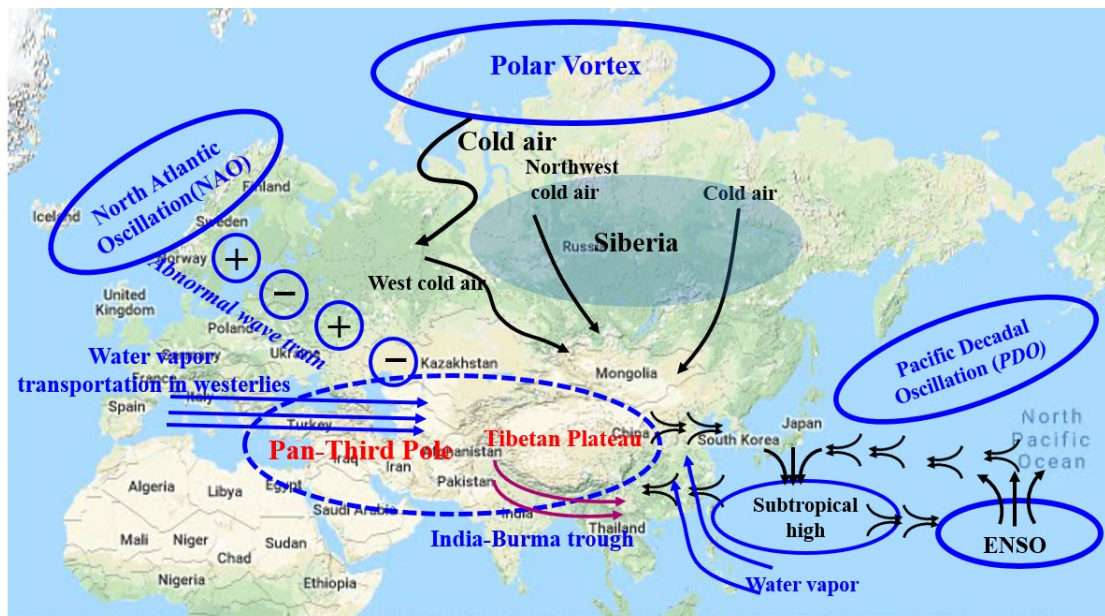 Polar Vortex
Cold air
Northwest
cold air
Cold air
North Atlantic
Oscillation(NAO)
Iceland
Finland
Sweden
Norway
Siberia
West cold air
Abnormal wave train
+
−
+
−
United
Kingdom
Poland
Ukra
Kazakhstan
Mongolia
Pacific Decadal
Oscillation (PDO)
Water vapor
transportation in westerlies
Spain
Italy
Turkey
Pan-Third Pole
Tibetan Plateau
China
South Korea
Japan
North
Pacific
Ocean
Iraq
Iran
Afghanistan
Pakistan
Algeria
Libya
Egypt
Saudi Arabia
India
Thailand
India-Burma trough
Subtropical
high
ENSO
Mali
Niger
Chad
Sudan
Nigeria
Ethiopia
Water vapor